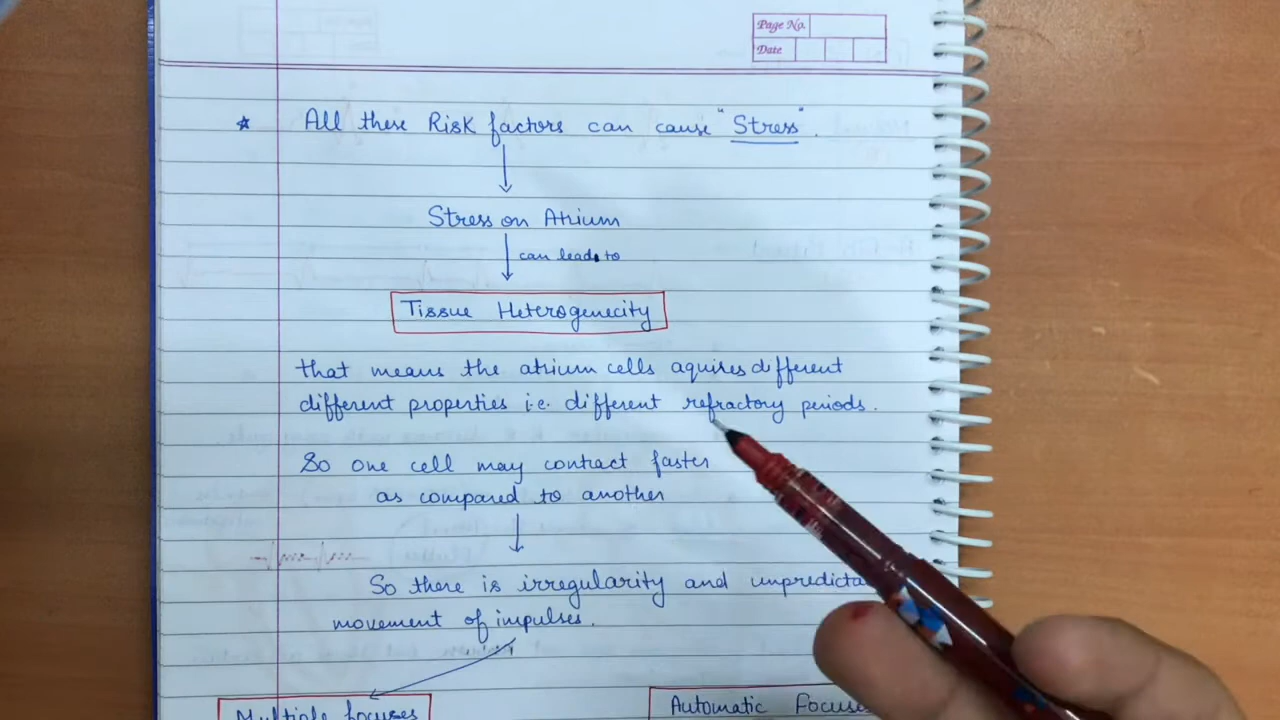 Page No.
Date
☆ All these Risk factors can cause "Stress".
Stress on Atrium
can leads to
Tissue Heterogenecity
that means the atrium cells aquires different
different properties i.e. different refractory periods.
So one cell may contract faster
as compared to another
So there is irregularity and unpredicta
movement of impulses.
Multiple focuses
Automatic Focuse